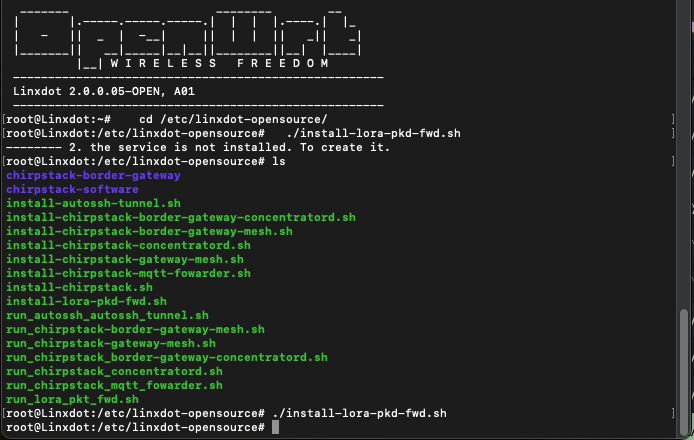 W I R E L E S S   F R E E D O M
-----------------------------------------------------
Linxdot 2.0.0.05-OPEN, A01
-----------------------------------------------------
[root@Linxdot:~#    cd /etc/linxdot-opensource/ ]
[root@Linxdot:/etc/linxdot-opensource#   ./install-lora-pkd-fwd.sh ]
-------- 2. the service is not installed. To create it.
[root@Linxdot:/etc/linxdot-opensource# ls ]
chirpstack-border-gateway
chirpstack-software
install-autossh-tunnel.sh
install-chirpstack-border-gateway-concentratord.sh
install-chirpstack-border-gateway-mesh.sh
install-chirpstack-concentratord.sh
install-chirpstack-gateway-mesh.sh
install-chirpstack-mqtt-fowarder.sh
install-chirpstack.sh
install-lora-pkd-fwd.sh
run_autossh_autossh_tunnel.sh
run_chirpstack-border-gateway-mesh.sh
run_chirpstack-gateway-mesh.sh
run_chirpstack_border-gateway-concentratord.sh
run_chirpstack_concentratord.sh
run_chirpstack_mqtt_fowarder.sh
run_lora_pkt_fwd.sh
[root@Linxdot:/etc/linxdot-opensource# ./install-lora-pkd-fwd.sh ]
root@Linxdot:/etc/linxdot-opensource#